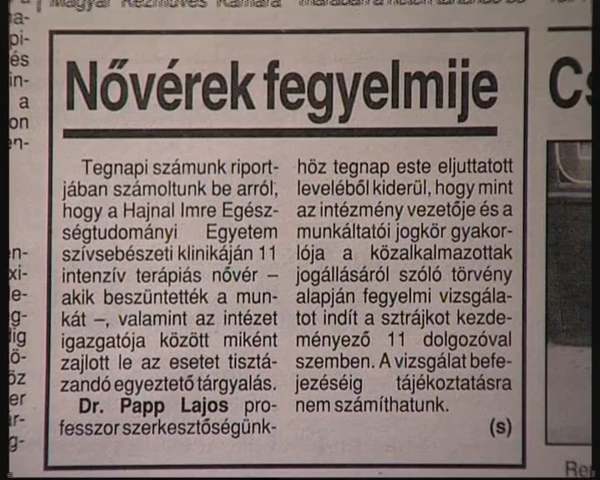 Magyar Kézműves Kamara
Nővérek fegyelmije
Tegnapi számunk riport-
jában számoltunk be arról,
hogy a Hajnal Imre Egész-
ségtudományi Egyetem
szívsebészeti klinikáján 11
intenzív terápiás nővér –
akik beszüntették a mun-
kát –, valamint az intézet
igazgatója között miként
zajlott le az esetet tisztá-
zandó egyeztető tárgyalás.
Dr. Papp Lajos pro-
fesszor szerkesztőségünk-
höz tegnap este eljuttatott
leveléből kiderül, hogy mint
az intézmény vezetője és a
munkáltatói jogkör gyakor-
lója a közalkalmazottak
jogállásáról szóló törvény
alapján fegyelmi vizsgála-
tot indít a sztrájkot kezde-
ményező 11 dolgozóval
szemben. A vizsgálat befe-
jezéséig tájékoztatásra
nem számíthatunk.
(s)